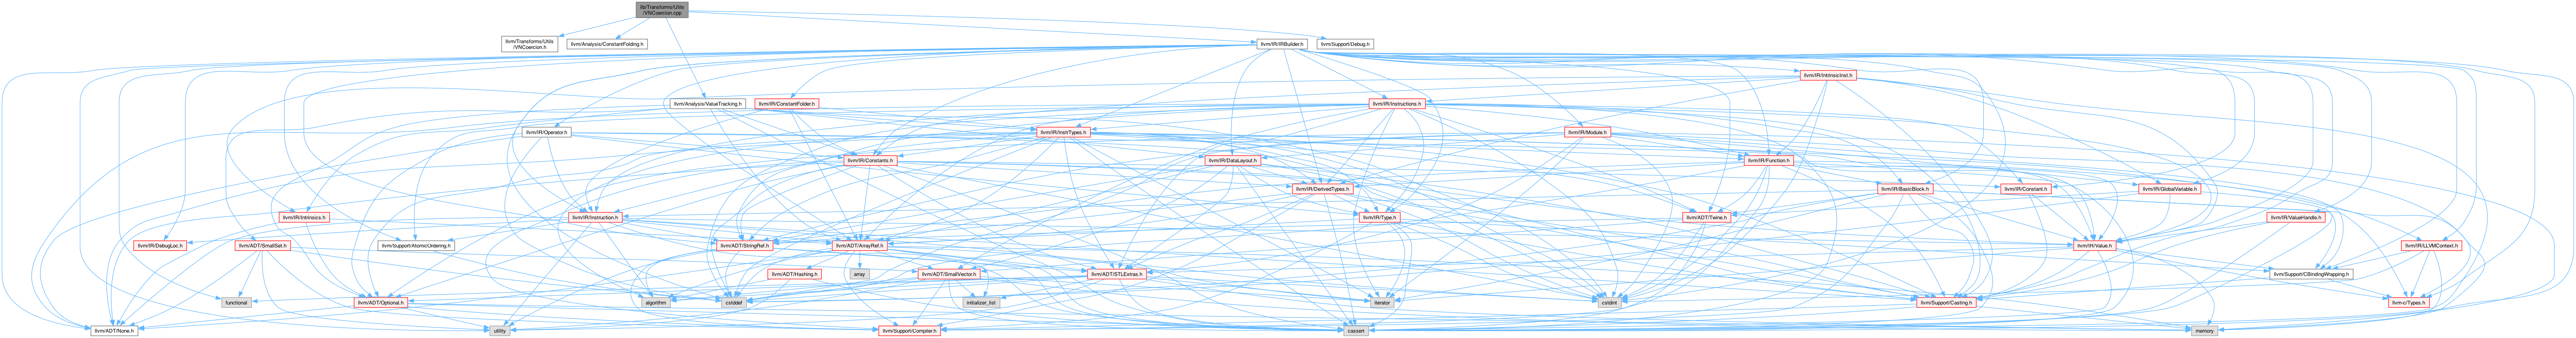 lib/Transforms/Utils
/VNCoercion.cpp
llvm/Transforms/Utils
/VNCoercion.h
llvm/Analysis/ConstantFolding.h
llvm/IR/IRBuilder.h
llvm/Support/Debug.h
llvm/IR/IntrinsicInst.h
llvm/Analysis/ValueTracking.h
llvm/IR/ConstantFolder.h
llvm/IR/Instructions.h
llvm/IR/Operator.h
llvm/IR/InstrTypes.h
llvm/IR/Module.h
llvm/IR/Constants.h
llvm/IR/DataLayout.h
llvm/IR/Function.h
llvm/IR/DerivedTypes.h
llvm/IR/BasicBlock.h
llvm/IR/Constant.h
llvm/IR/GlobalVariable.h
llvm/IR/Intrinsics.h
llvm/IR/Instruction.h
llvm/IR/Type.h
llvm/ADT/Twine.h
llvm/IR/ValueHandle.h
llvm/IR/DebugLoc.h
llvm/ADT/SmallSet.h
llvm/Support/AtomicOrdering.h
llvm/ADT/StringRef.h
llvm/ADT/ArrayRef.h
llvm/IR/Value.h
llvm/IR/LLVMContext.h
llvm/ADT/Hashing.h
array
llvm/ADT/SmallVector.h
llvm/ADT/STLExtras.h
llvm/Support/CBindingWrapping.h
functional
llvm/ADT/Optional.h
algorithm
cstddef
initializer_list
iterator
cstdint
llvm/Support/Casting.h
llvm-c/Types.h
llvm/ADT/None.h
utility
llvm/Support/Compiler.h
cassert
memory